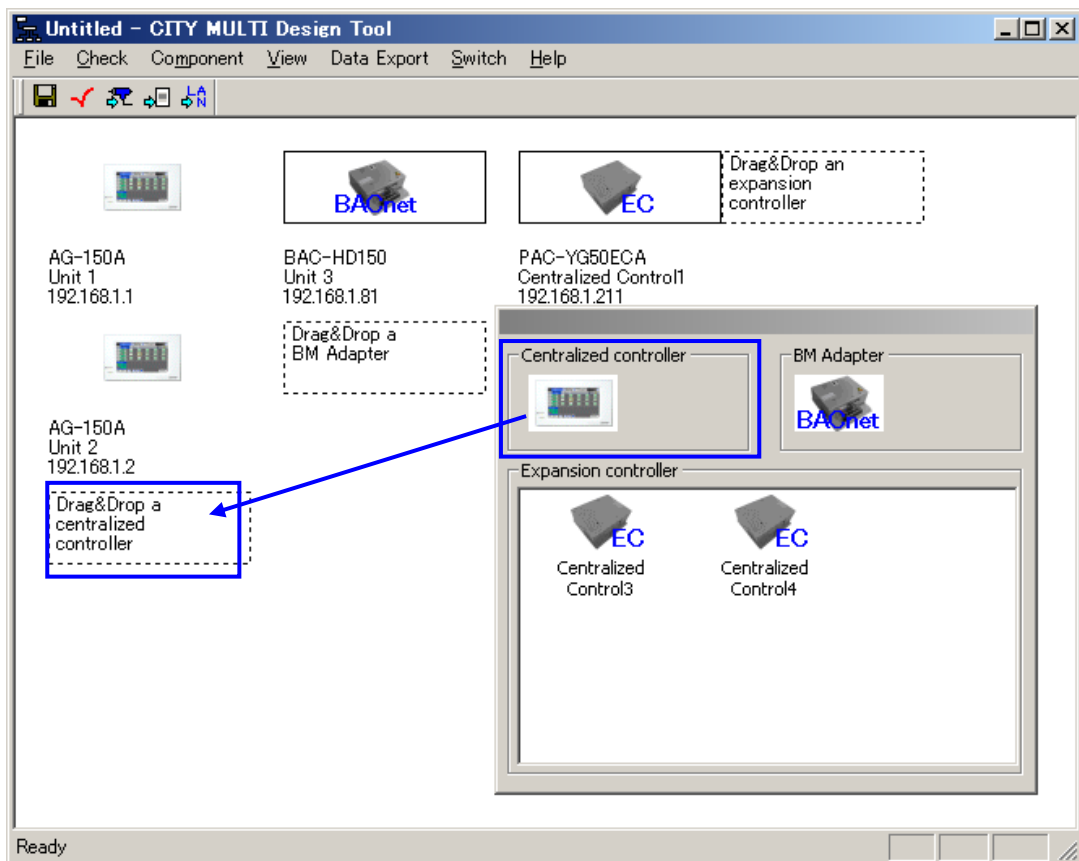 Untitled - CITY MULTI Design Tool
File Check Component View Data Export Switch Help
LAN
BACnet
EC
Drag&Drop an
expansion
controller
AG-150A
Unit 1
192.168.1.1
BAC-HD150
Unit 3
192.168.1.81
PAC-YG50ECA
Centralized Control1
192.168.1.211
Drag&Drop a
BM Adapter
AG-150A
Unit 2
192.168.1.2
Drag&Drop a
centralized
controller
Centralized controller
BM Adapter
BACnet
Expansion controller
EC
Centralized
Control3
EC
Centralized
Control4
Ready